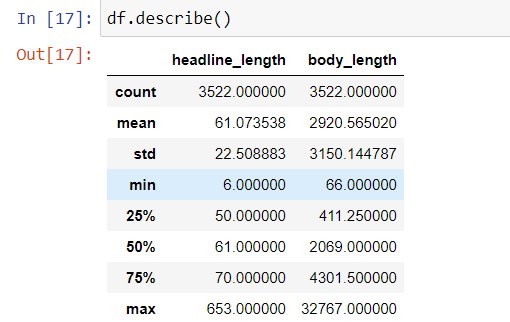 In [17]: df.describe()
Out[17]:
headline_length body_length
count 3522.000000 3522.000000
mean 61.073538 2920.565020
std 22.508883 3150.144787
min 6.000000 66.000000
25% 50.000000 411.250000
50% 61.000000 2069.000000
75% 70.000000 4301.500000
max 653.000000 32767.000000